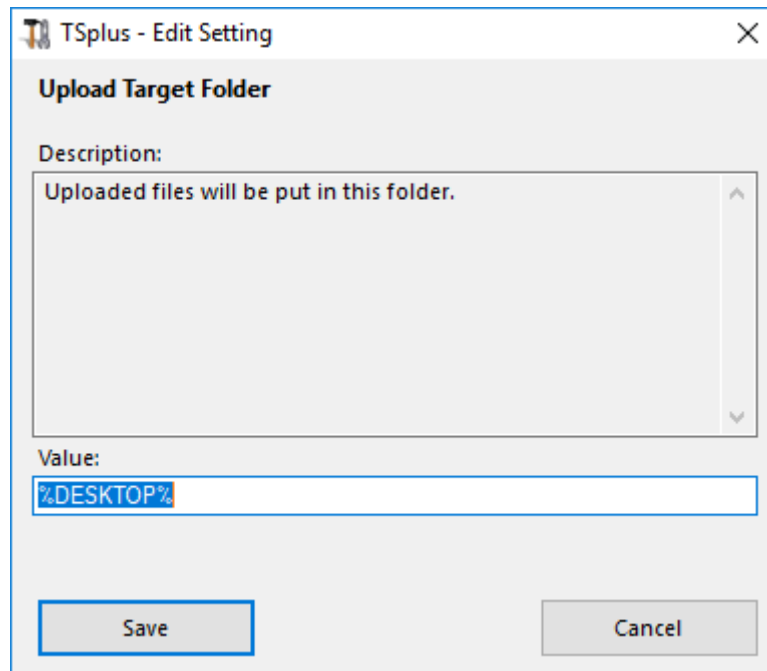 TSplus - Edit Setting
Upload Target Folder
Description:
Uploaded files will be put in this folder.
Value:
%DESKTOP%
Save
Cancel